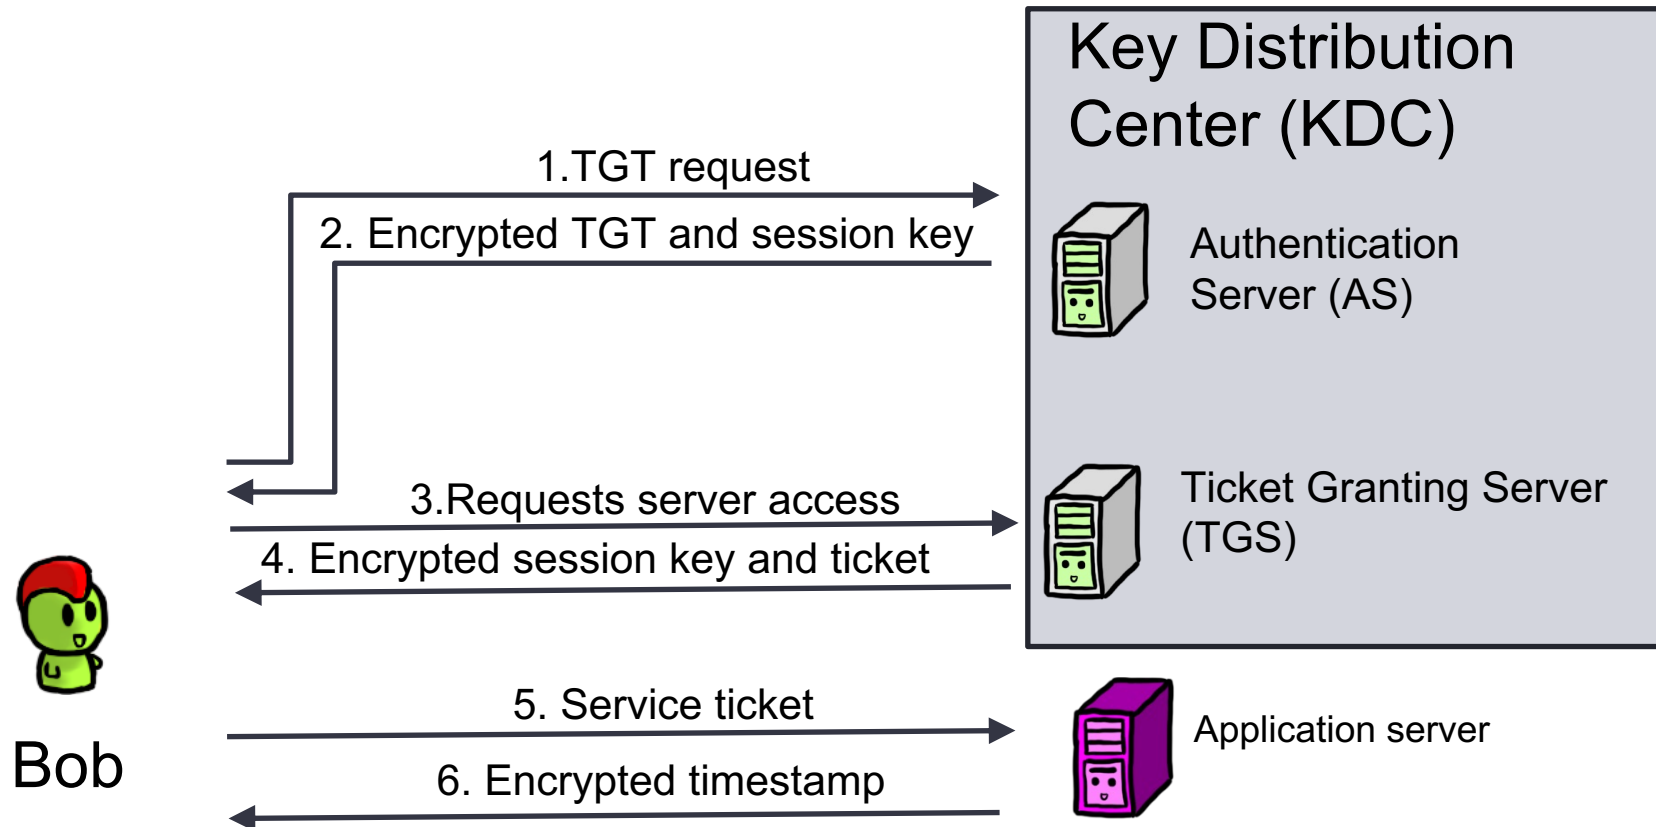 Key Distribution
Center (KDC)
1.TGT request
2. Encrypted TGT and session key
Authentication
Server (AS)
3.Requests server access
Ticket Granting Server
(TGS)
4. Encrypted session key and ticket
5. Service ticket
Application server
Bob
6. Encrypted timestamp